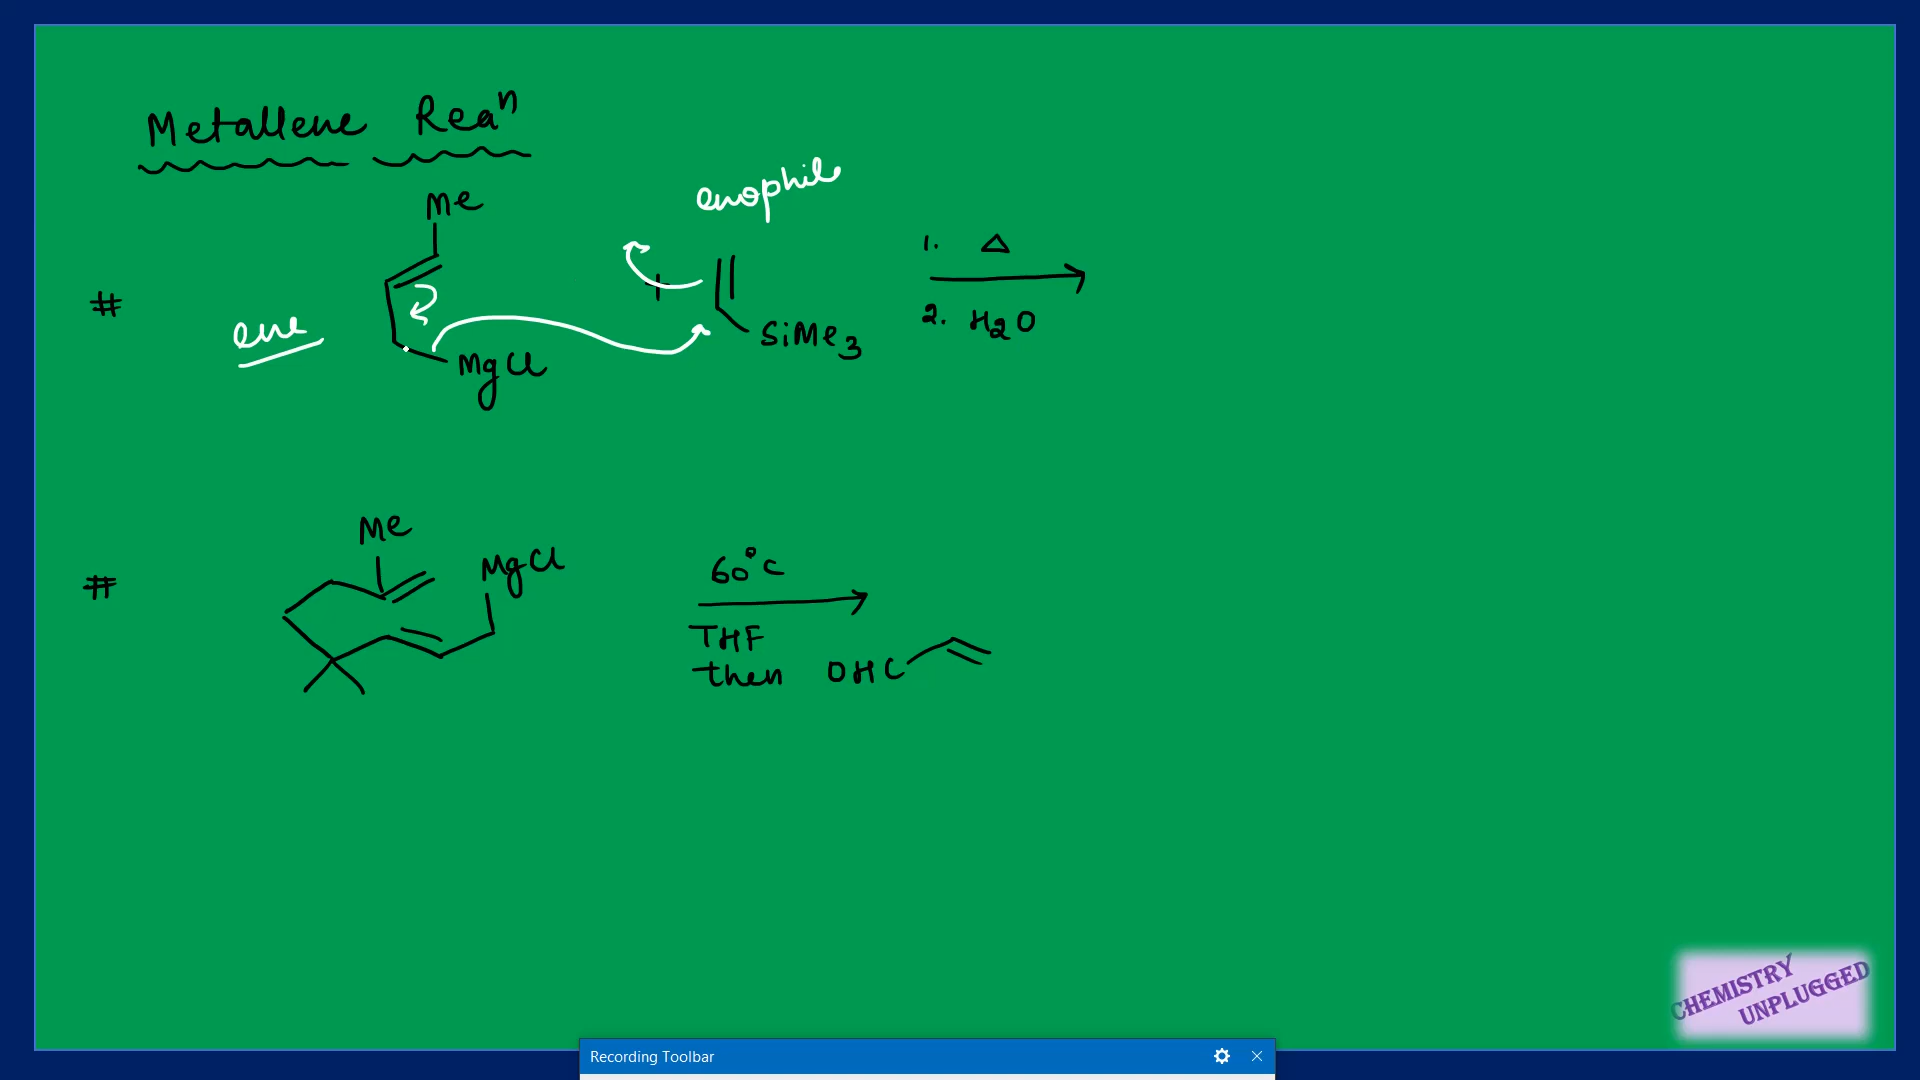 Metallene Reaⁿ
enophile
Me
#
ene
MgCl
+
SiMe3
1. Δ
2. H2O
Me
MgCl
#
60°C
THF
then OHC
CHEMISTRY
UNPLUGGED
Recording Toolbar